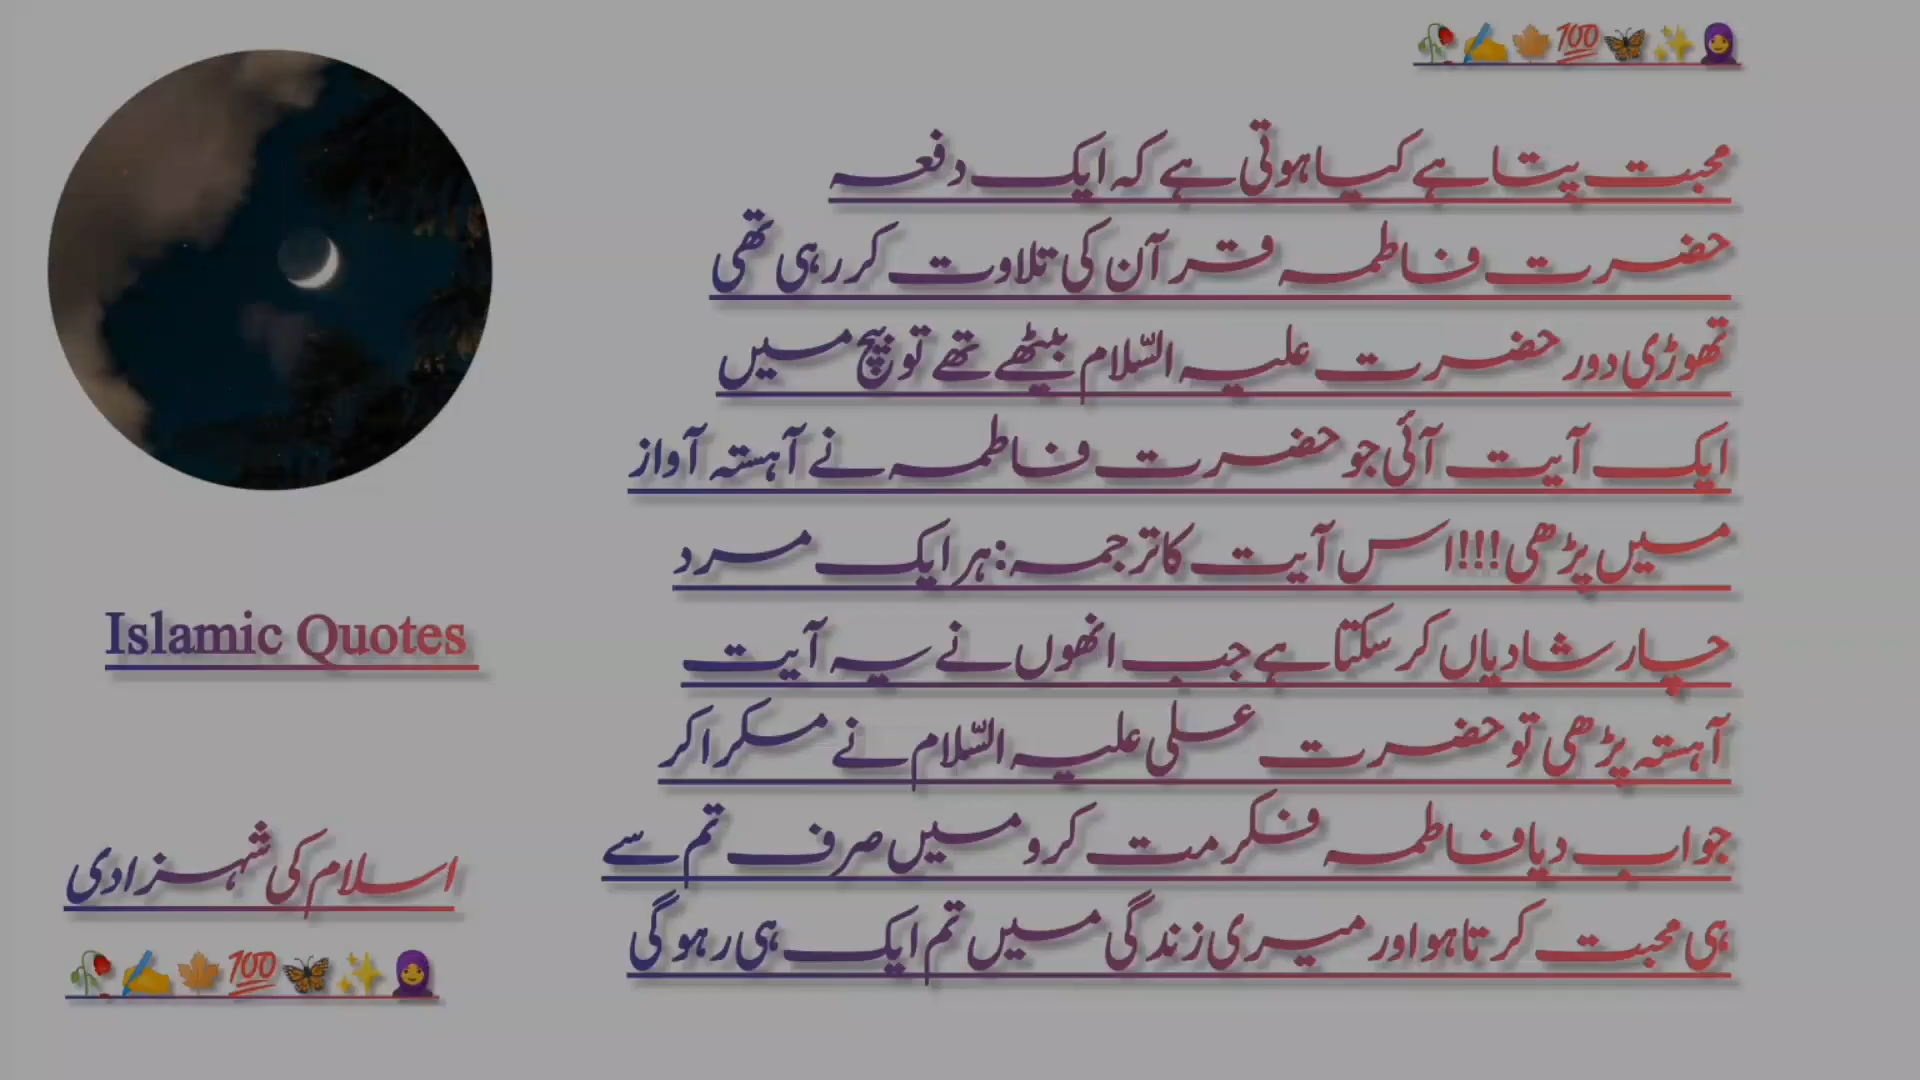 🥀✍️🍁💯🦋✨🧕
محبت پتا ہے کیا ہوتی ہے کہ ایک دفعہ
حضرت فاطمہ قرآن کی تلاوت کر رہی تھی
تھوڑی دور حضرت علیہ السّلام بیٹھے تھے تو بیچ میں
ایک آیت آئی جو حضرت فاطمہ نے آہستہ آواز
میں پڑھی!!!اس آیت کا ترجمہ:ہر ایک مرد
چار شادیاں کر سکتا ہے جب انھوں نے یہ آیت
آہستہ پڑھی تو حضرت علی علیہ السّلام نے مسکرا کر
جواب دیا فاطمہ فکر مت کرو میں صرف تم سے
ہی محبت کرتا ہو اور میری زندگی میں تم ایک ہی رہو گی
Islamic Quotes
اسلام کی شہزادی
🥀✍️🍁💯🦋✨🧕